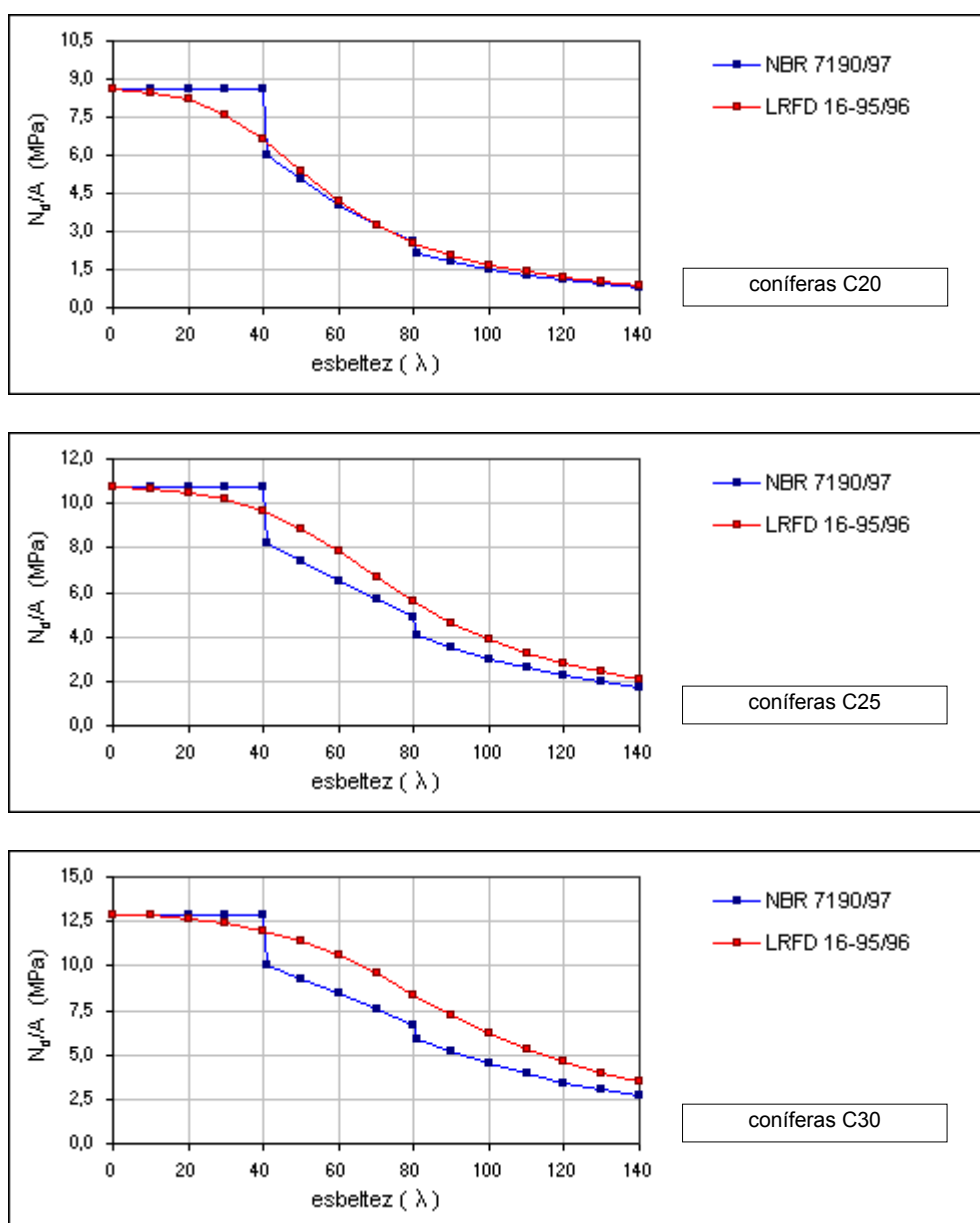 10,5
9,0
7,5
6,0
4,5
3,0
1,5
0,0
N_d/A (MPa)
0 20 40 60 80 100 120 140
esbeltez ( λ )
NBR 7190/97
LRFD 16-95/96
coníferas C20
12,0
10,0
8,0
6,0
4,0
2,0
0,0
N_d/A (MPa)
0 20 40 60 80 100 120 140
esbeltez ( λ )
NBR 7190/97
LRFD 16-95/96
coníferas C25
15,0
12,5
10,0
7,5
5,0
2,5
0,0
N_d/A (MPa)
0 20 40 60 80 100 120 140
esbeltez ( λ )
NBR 7190/97
LRFD 16-95/96
coníferas C30